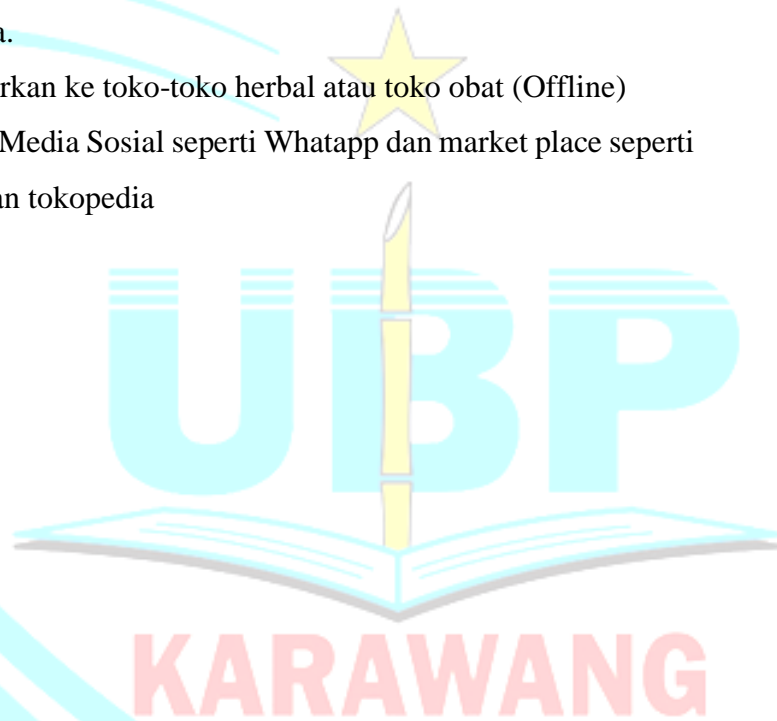 a.
rkan ke toko-toko herbal atau toko obat (Offline)
Media Sosial seperti Whatapp dan market place seperti
an tokopedia
UBP
KARAWANG